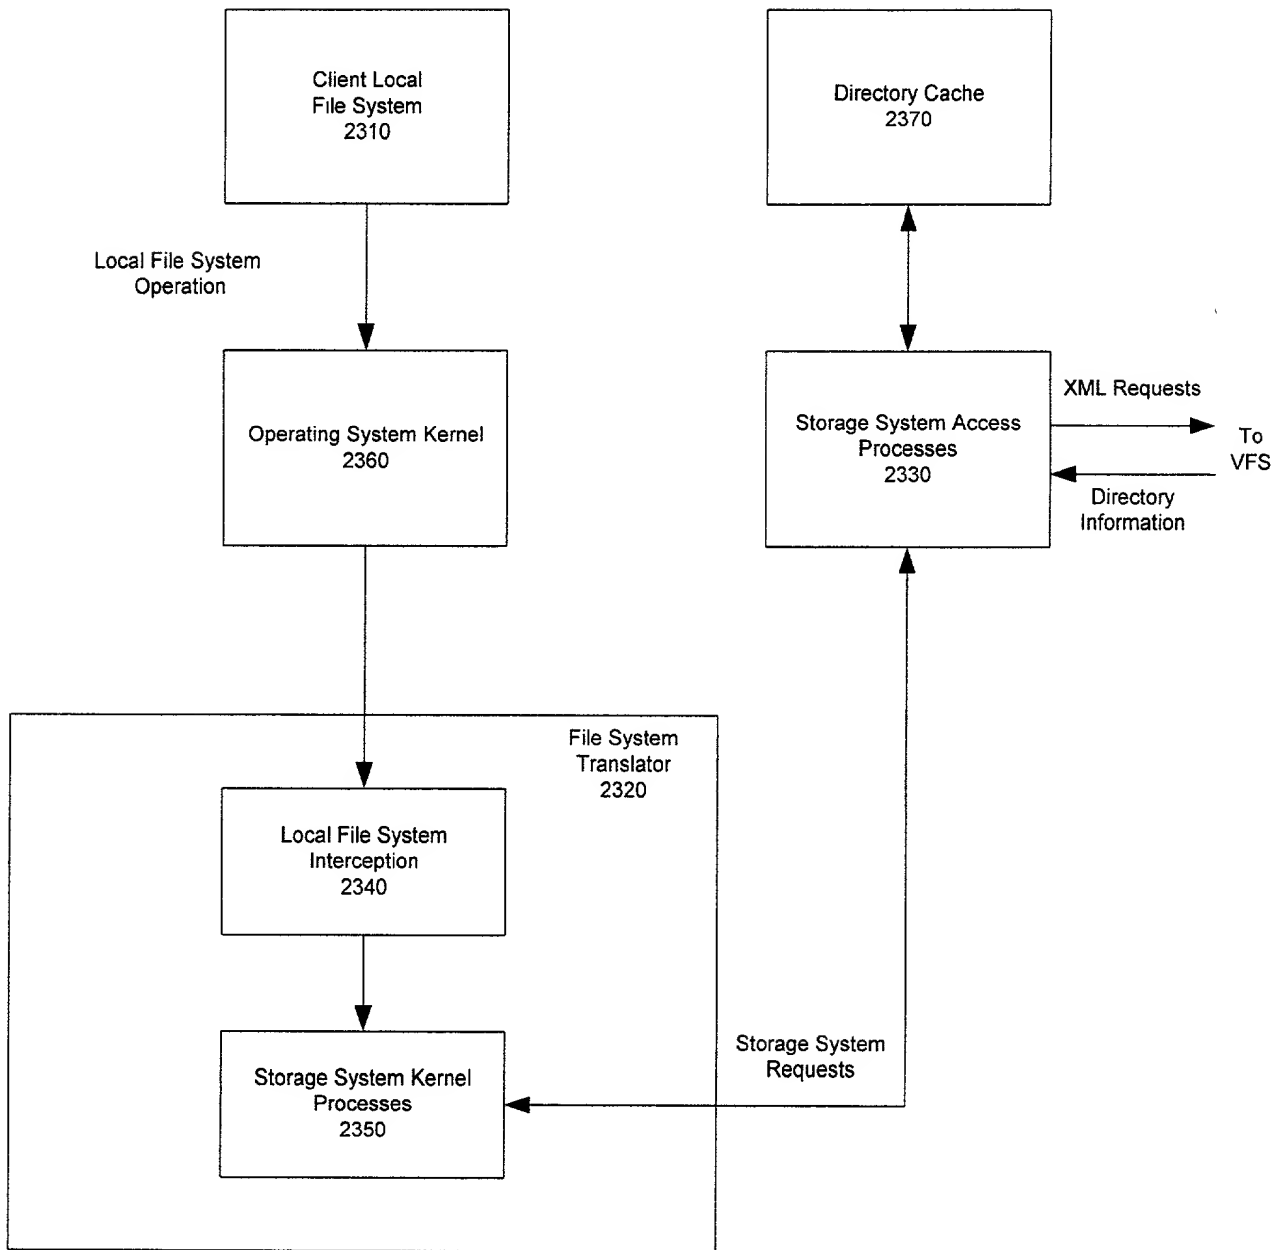 Client Local
File System
2310
Directory Cache
2370
Local File System
Operation
Operating System Kernel
2360
Storage System Access
Processes
2330
XML Requests
To
VFS
Directory
Information
File System
Translator
2320
Local File System
Interception
2340
Storage System Kernel
Processes
2350
Storage System
Requests